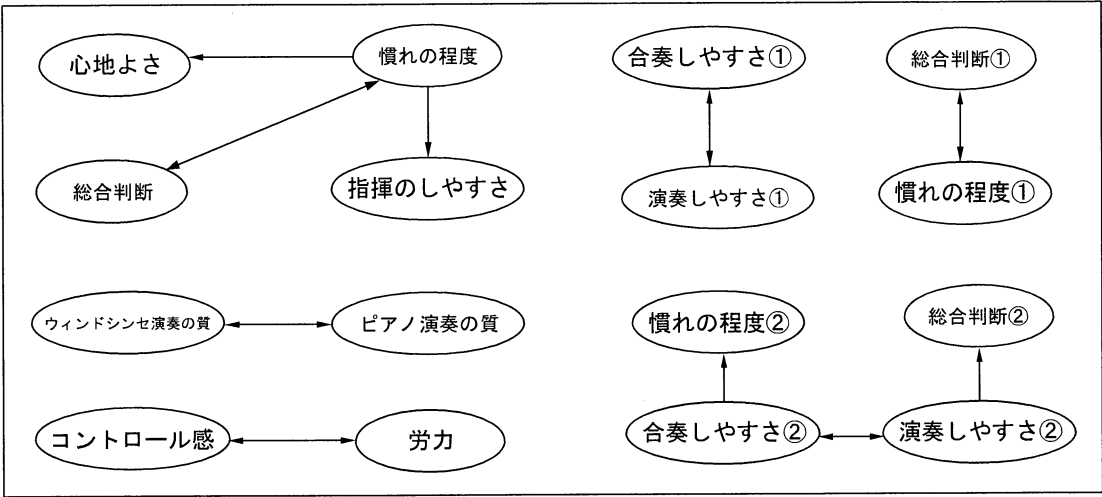 心地よさ
慣れの程度
総合判断
指揮のしやすさ
ウィンドシンセ演奏の質
ピアノ演奏の質
コントロール感
労力
合奏しやすさ①
総合判断①
演奏しやすさ①
慣れの程度①
慣れの程度②
総合判断②
合奏しやすさ②
演奏しやすさ②